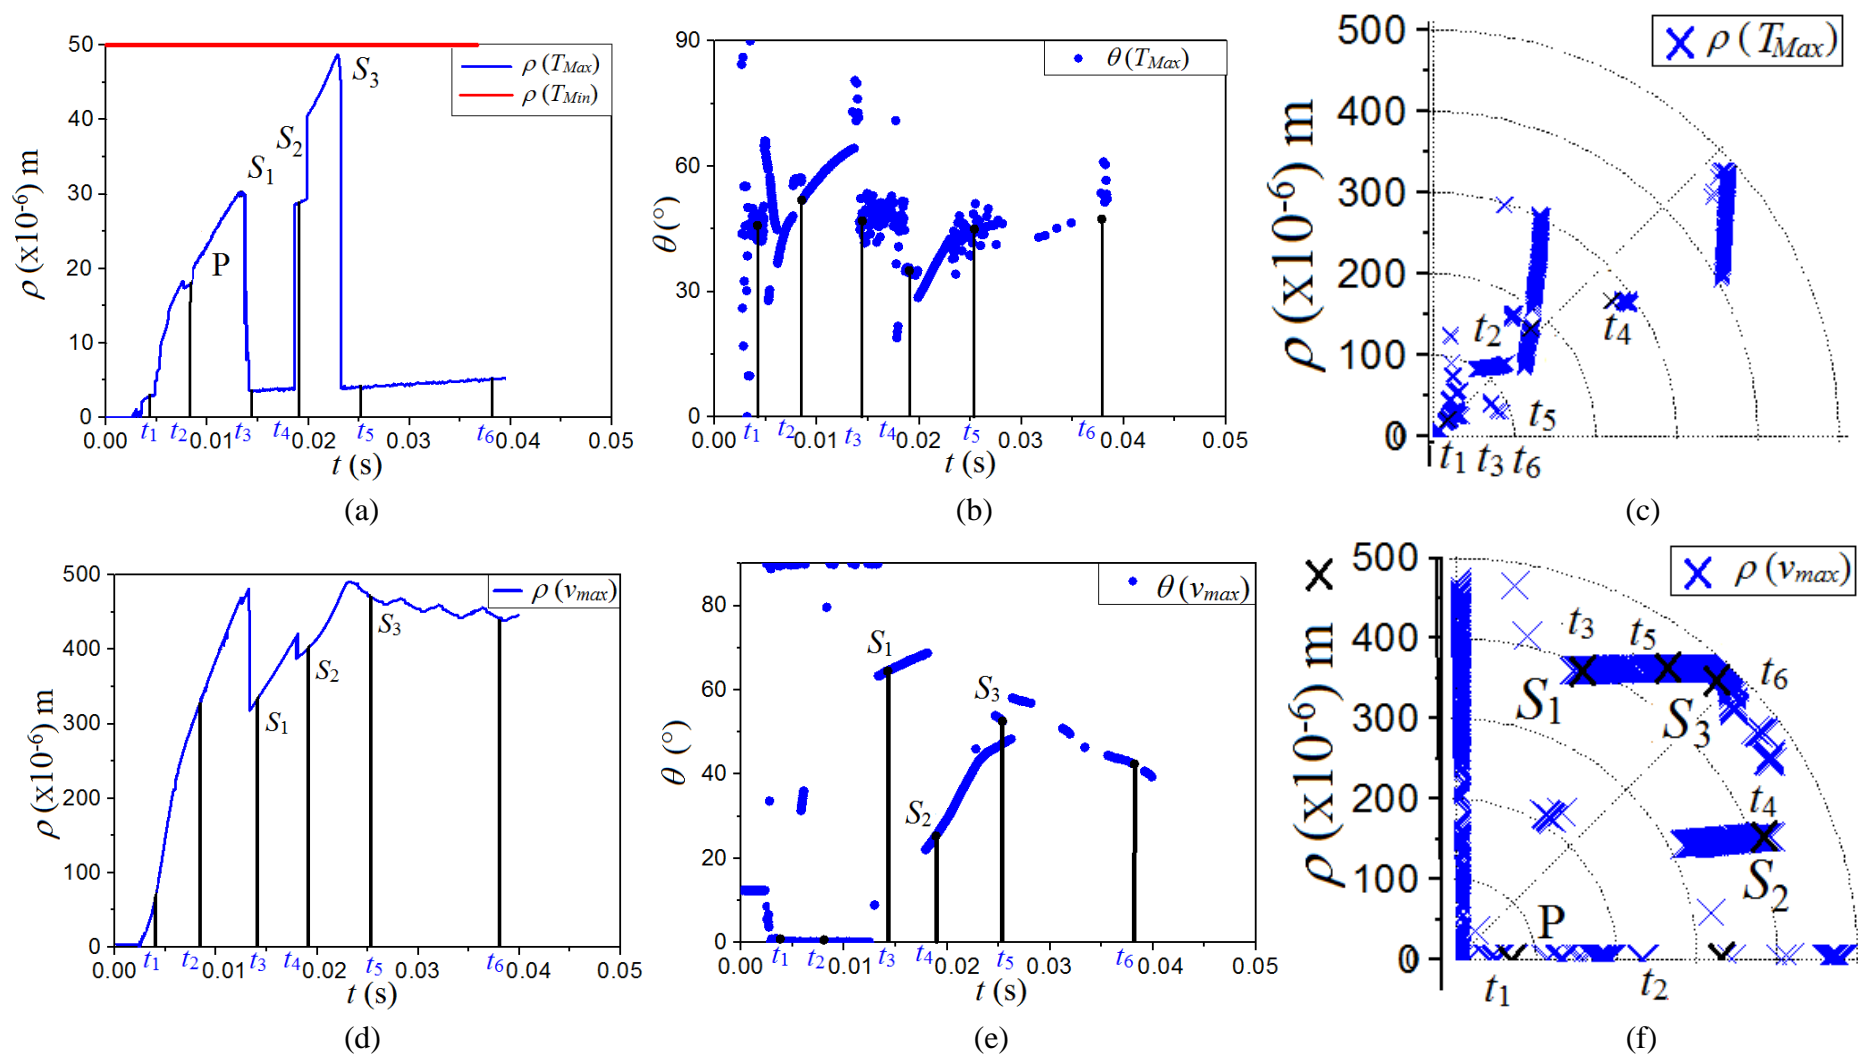 50
40
30
20
10
0
ρ (x10-6) m
ρ (TMax)
ρ (TMin)
S1
S2
S3
P
0.00
0.01
0.02
0.03
0.04
0.05
t1
t2
t3
t4
t5
t6
t (s)
(a)
90
60
30
0
θ (°)
θ (TMax)
0.00
0.01
0.02
0.03
0.04
0.05
t1
t2
t3
t4
t5
t6
t (s)
(b)
500
400
300
200
100
0
ρ (x10-6) m
ρ (TMax)
t2
t4
t5
t1
t3
t6
(c)
500
400
300
200
100
0
ρ (x10-6) m
ρ (vmax)
S1
S2
S3
0.00
0.01
0.02
0.03
0.04
0.05
t1
t2
t3
t4
t5
t6
t (s)
(d)
80
60
40
20
0
θ (°)
θ (vmax)
S1
S2
S3
0.00
0.01
0.02
0.03
0.04
0.05
t1
t2
t3
t4
t5
t6
t (s)
(e)
500
400
300
200
100
0
ρ (x10-6) m
ρ (vmax)
t3
t5
t6
S1
S3
t4
S2
P
t1
t2
(f)